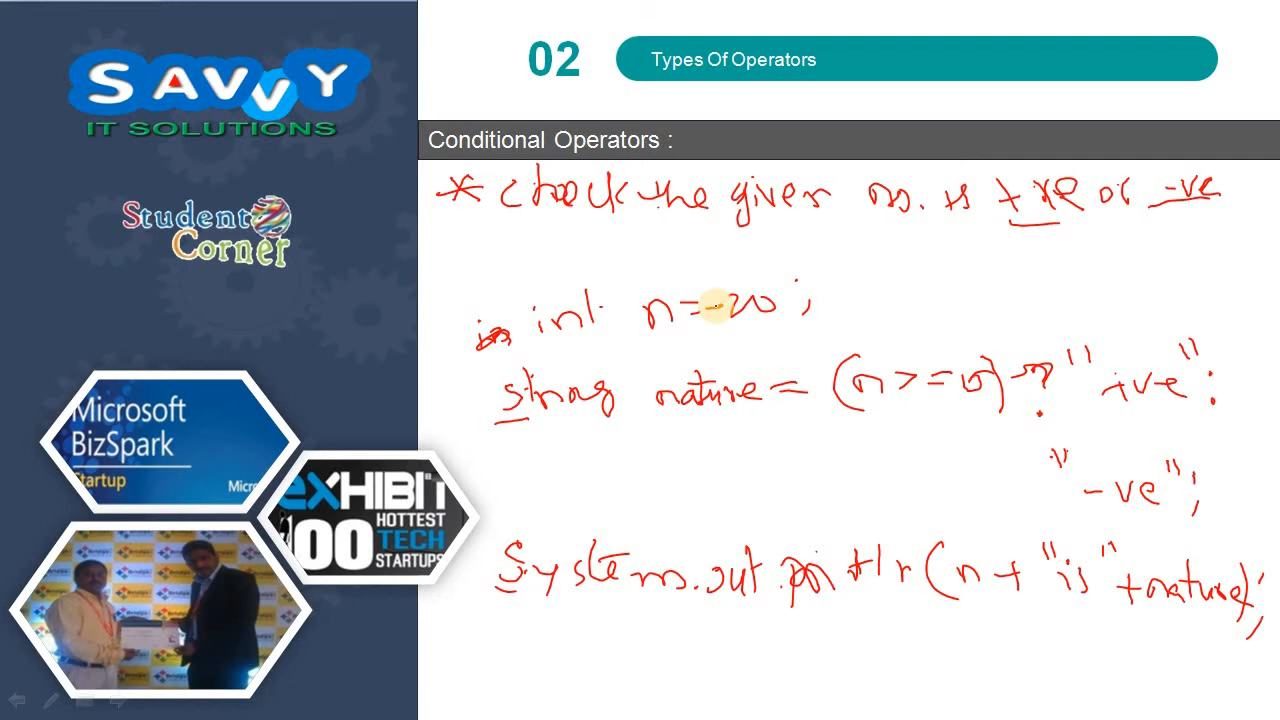 SAVVY
IT SOLUTIONS
Student
Corner
Microsoft
BizSpark
Startup
Micro
eXHIBIT
100 HOTTEST
TECH
STARTUPS
02
Types Of Operators
Conditional Operators :
* check the given no. is +ve or -ve
int n=-20;
string nature = (n>=0) ? "+ve":
"-ve";
System.out.println(n+"is"+nature);